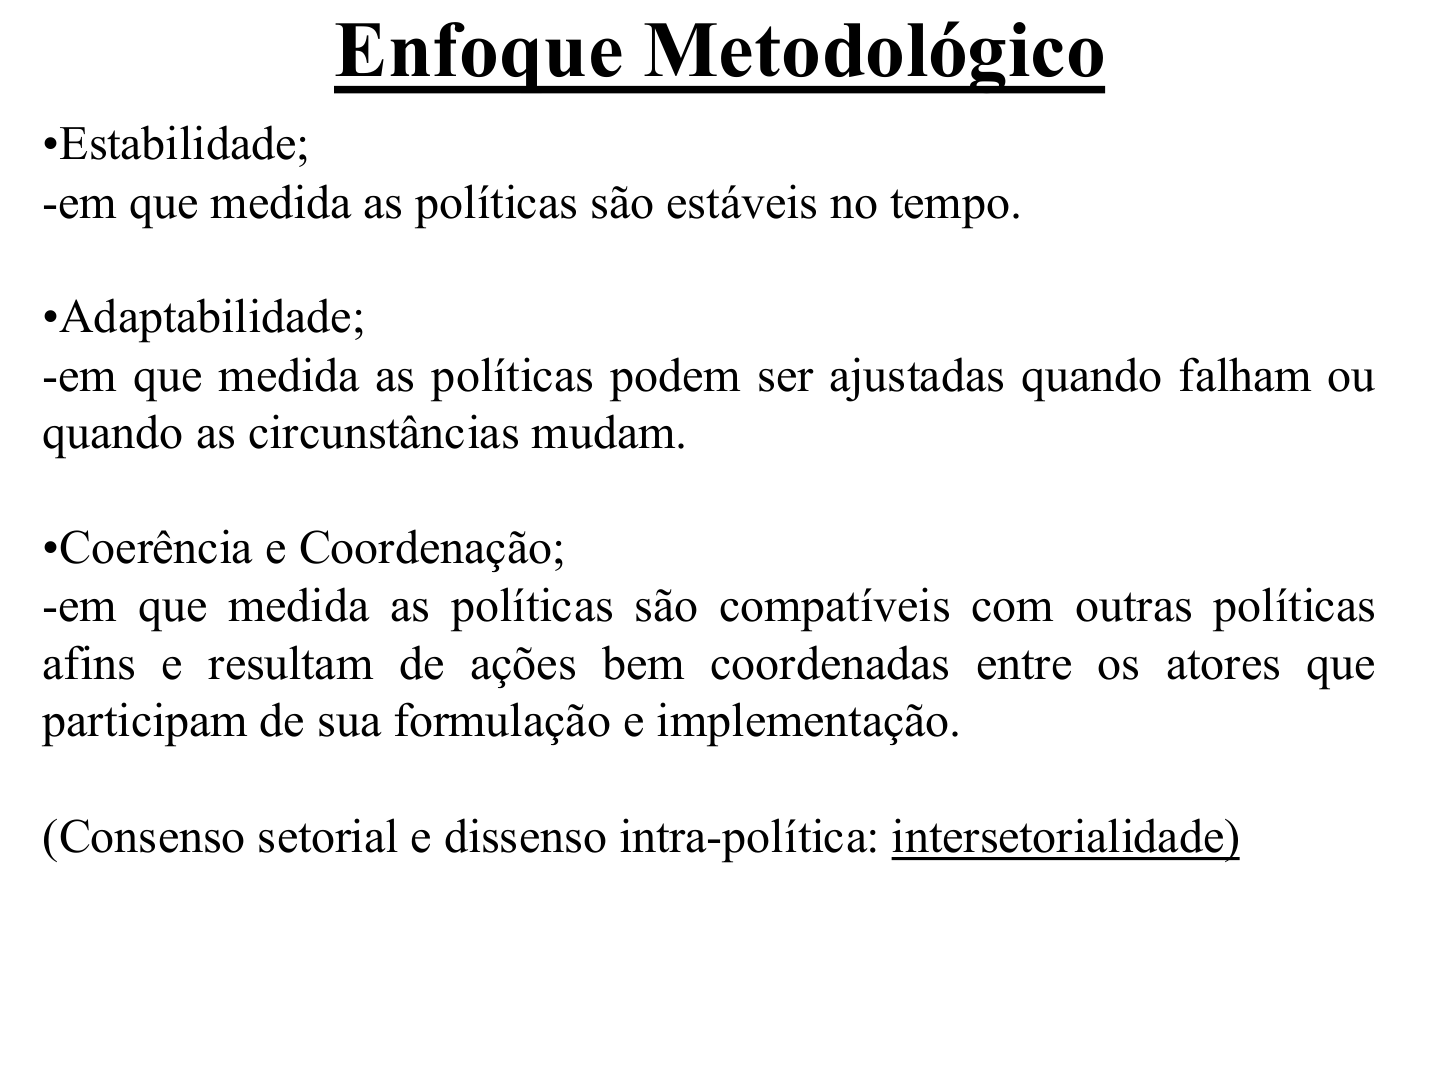 Enfoque Metodológico
•Estabilidade;
-em que medida as políticas são estáveis no tempo.
•Adaptabilidade;
-em que medida as políticas podem ser ajustadas quando falham ou
quando as circunstâncias mudam.
•Coerência e Coordenação;
-em que medida as políticas são compatíveis com outras políticas
afins e resultam de ações bem coordenadas entre os atores que
participam de sua formulação e implementação.
(Consenso setorial e dissenso intra-política: intersetorialidade)